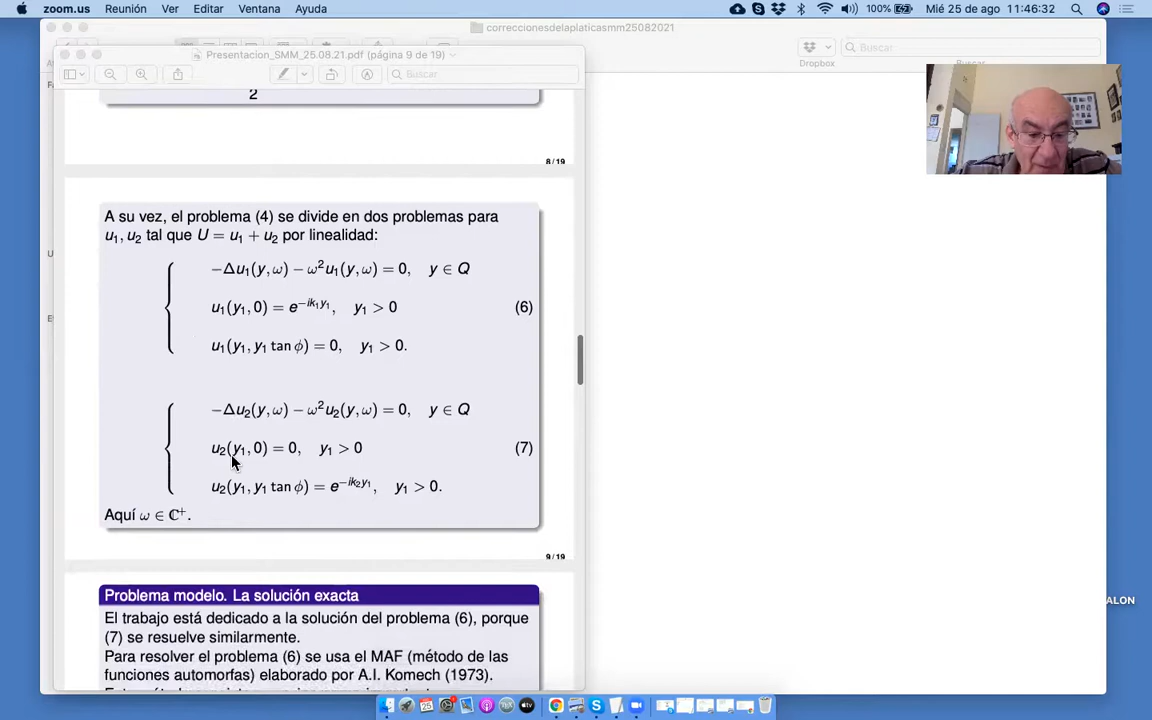 zoom.us Reunión Ver Editar Ventana Ayuda 100% Mié 25 de ago 11:46:32
correccionesdelaplaticasmm25082021
Presentacion_SMM_25.08.21.pdf (página 9 de 19)
Buscar
Dropbox
Buscar
Buscar
2
8/19
A su vez, el problema (4) se divide en dos problemas para
u₁, u₂ tal que U = u₁ + u₂ por linealidad:
−Δu₁(y, ω) − ω²u₁(y, ω) = 0, y ∈ Q
u₁(y₁, 0) = e^{−ik₁y₁}, y₁ > 0 (6)
u₁(y₁, y₁ tan ϕ) = 0, y₁ > 0.
−Δu₂(y, ω) − ω²u₂(y, ω) = 0, y ∈ Q
u₂(y₁, 0) = 0, y₁ > 0 (7)
u₂(y₁, y₁ tan ϕ) = e^{−ik₂y₁}, y₁ > 0.
Aquí ω ∈ ℂ⁺.
9/19
Problema modelo. La solución exacta
El trabajo está dedicado a la solución del problema (6), porque
(7) se resuelve similarmente.
Para resolver el problema (6) se usa el MAF (método de las
funciones automorfas) elaborado por A.I. Komech (1973).
ALON